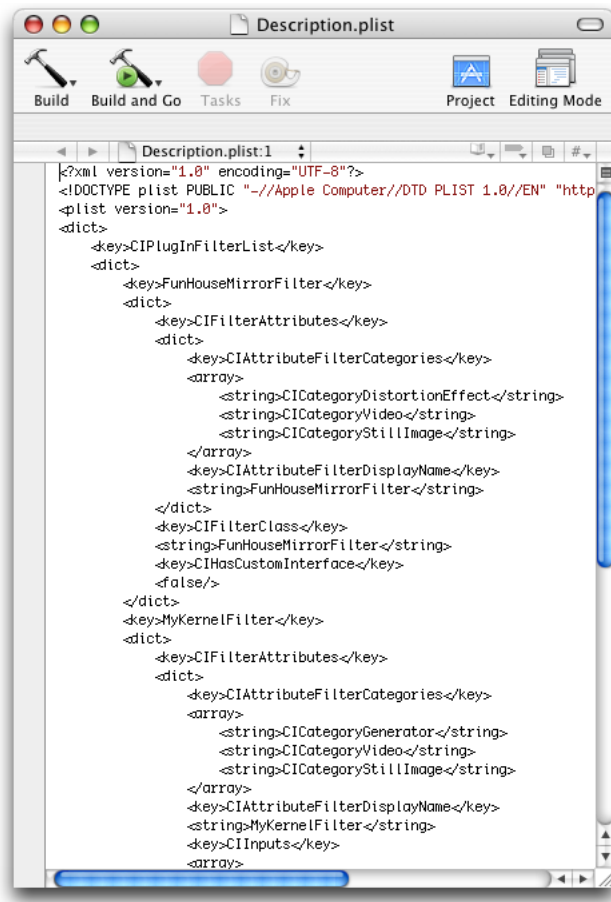 Description.plist
Build
Build and Go
Tasks
Fix
Project
Editing Mode
Description.plist:1
#
<?xml version="1.0" encoding="UTF-8"?>
<!DOCTYPE plist PUBLIC "-//Apple Computer//DTD PLIST 1.0//EN" "http
<plist version="1.0">
<dict>
    <key>CIPlugInFilterList</key>
    <dict>
        <key>FunHouseMirrorFilter</key>
        <dict>
            <key>CIFilterAttributes</key>
            <dict>
                <key>CIAttributeFilterCategories</key>
                <array>
                    <string>CICategoryDistortionEffect</string>
                    <string>CICategoryVideo</string>
                    <string>CICategoryStillImage</string>
                </array>
                <key>CIAttributeFilterDisplayName</key>
                <string>FunHouseMirrorFilter</string>
            </dict>
            <key>CIFilterClass</key>
            <string>FunHouseMirrorFilter</string>
            <key>CIHasCustomInterface</key>
            <false/>
        </dict>
        <key>MyKernelFilter</key>
        <dict>
            <key>CIFilterAttributes</key>
            <dict>
                <key>CIAttributeFilterCategories</key>
                <array>
                    <string>CICategoryGenerator</string>
                    <string>CICategoryVideo</string>
                    <string>CICategoryStillImage</string>
                </array>
                <key>CIAttributeFilterDisplayName</key>
                <string>MyKernelFilter</string>
                <key>CIInputs</key>
                <array>